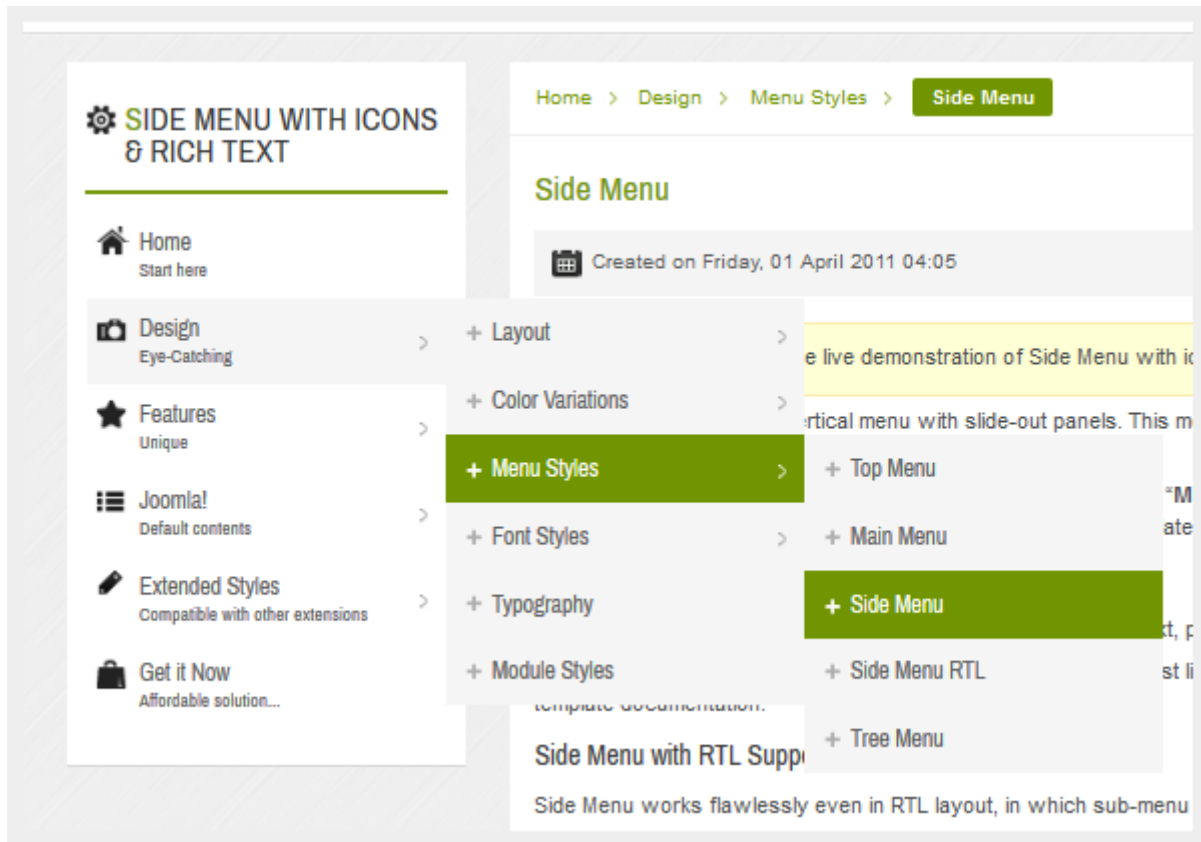 SIDE MENU WITH ICONS
& RICH TEXT
Home
Start here
Design
Eye-Catching
Features
Unique
Joomla!
Default contents
Extended Styles
Compatible with other extensions
Get it Now
Affordable solution...
+ Layout
+ Color Variations
+ Menu Styles
+ Font Styles
+ Typography
+ Module Styles
+ Top Menu
+ Main Menu
+ Side Menu
+ Side Menu RTL
+ Tree Menu
Home > Design > Menu Styles > Side Menu
Side Menu
Created on Friday, 01 April 2011 04:05
live demonstration of Side Menu with
menu with slide-out panels. This
template documentation.
Side Menu with RTL
Side Menu works flawlessly even in RTL layout, in which sub-menu